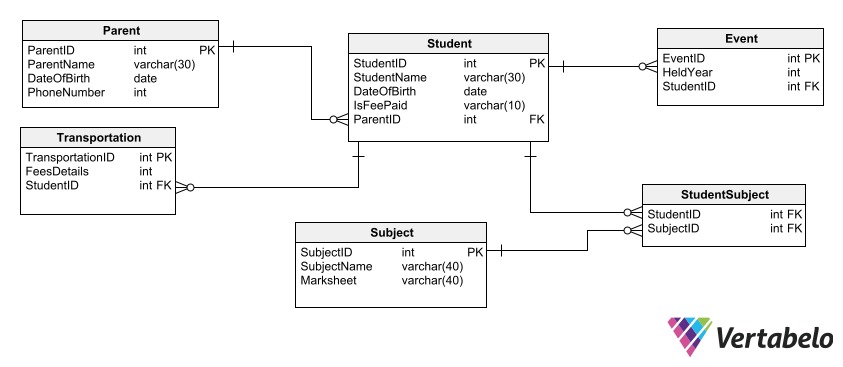 Parent
ParentID int PK
ParentName varchar(30)
DateOfBirth date
PhoneNumber int
Student
StudentID int PK
StudentName varchar(30)
DateOfBirth date
IsFeePaid varchar(10)
ParentID int FK
Event
EventID int PK
HeldYear int
StudentID int FK
Transportation
TransportationID int PK
FeesDetails int
StudentID int FK
StudentSubject
StudentID int FK
SubjectID int FK
Subject
SubjectID int PK
SubjectName varchar(40)
Marksheet varchar(40)
Vertabelo